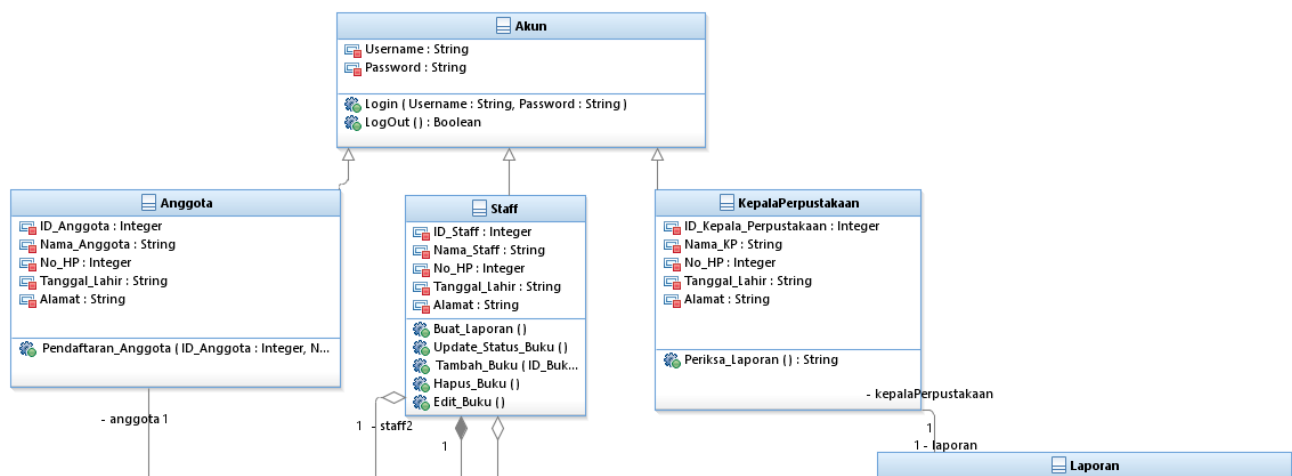 Akun
Username : String
Password : String
Login ( Username : String, Password : String )
LogOut () : Boolean
Anggota
ID_Anggota : Integer
Nama_Anggota : String
No_HP : Integer
Tanggal_Lahir : String
Alamat : String
Pendaftaran_Anggota ( ID_Anggota : Integer, N...
Staff
ID_Staff : Integer
Nama_Staff : String
No_HP : Integer
Tanggal_Lahir : String
Alamat : String
Buat_Laporan ()
Update_Status_Buku ()
Tambah_Buku ( ID_Buk...
Hapus_Buku ()
Edit_Buku ()
KepalaPerpustakaan
ID_Kepala_Perpustakaan : Integer
Nama_KP : String
No_HP : Integer
Tanggal_Lahir : String
Alamat : String
Periksa_Laporan () : String
- anggota 1
1 - staff2
1
- kepalaPerpustakaan
1
1 - laporan
Laporan